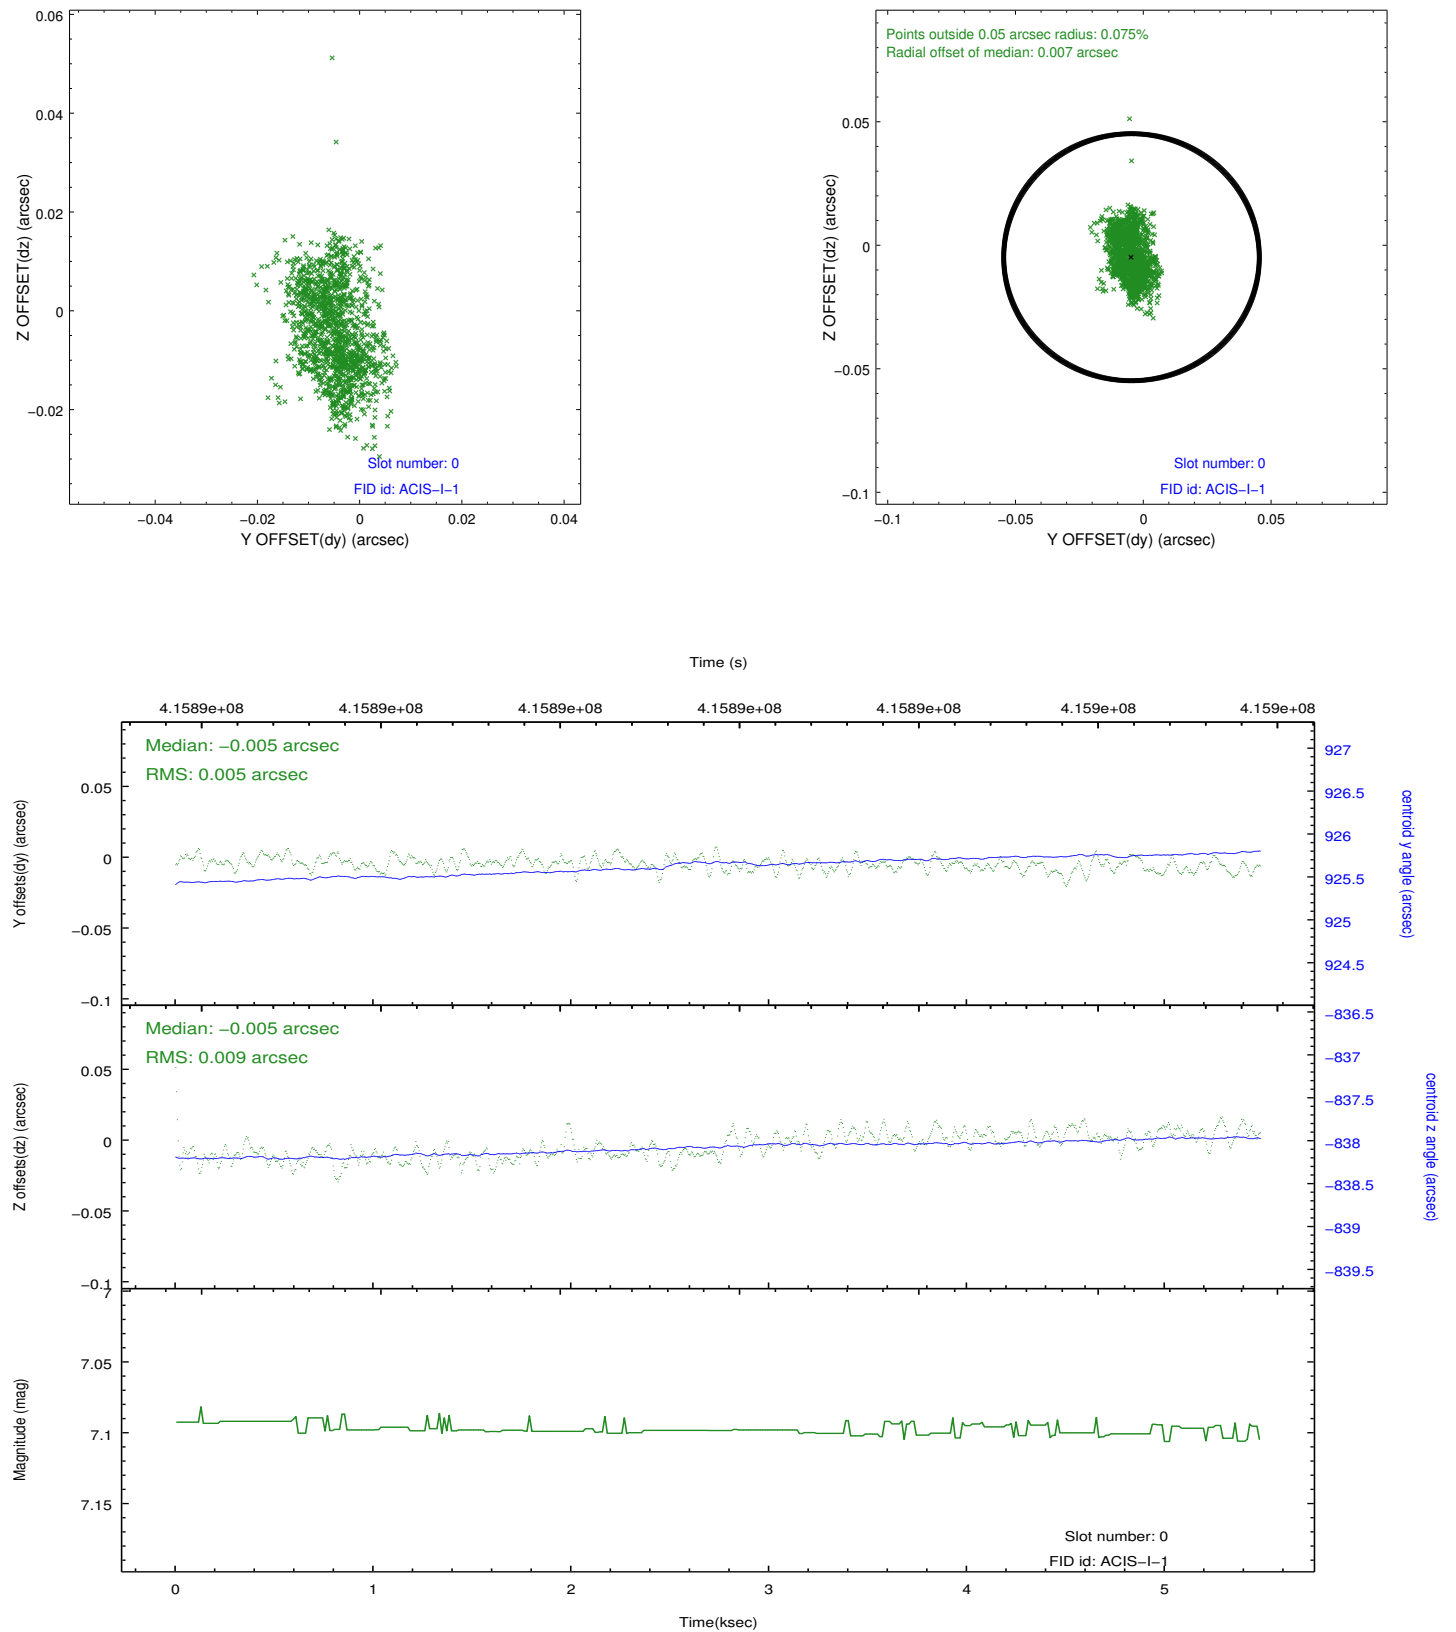 0.06
0.04
0.02
0
−0.02
Z OFFSET(dz) (arcsec)
Slot number: 0
FID id: ACIS−I−1
−0.04
−0.02
0
0.02
0.04
Y OFFSET(dy) (arcsec)
Points outside 0.05 arcsec radius: 0.075%
Radial offset of median: 0.007 arcsec
0.05
0
−0.05
−0.1
Z OFFSET(dz) (arcsec)
Slot number: 0
FID id: ACIS−I−1
−0.1
−0.05
0
0.05
Y OFFSET(dy) (arcsec)
Time (s)
4.1589e+08
4.1589e+08
4.1589e+08
4.1589e+08
4.1589e+08
4.159e+08
4.159e+08
Median: −0.005 arcsec
RMS: 0.005 arcsec
0.05
0
−0.05
−0.1
Y offsets(dy) (arcsec)
927
926.5
926
925.5
925
924.5
centroid y angle (arcsec)
Median: −0.005 arcsec
RMS: 0.009 arcsec
0.05
0
−0.05
−0.1
Z offsets(dz) (arcsec)
−836.5
−837
−837.5
−838
−838.5
−839
−839.5
centroid z angle (arcsec)
7
7.05
7.1
7.15
Magnitude (mag)
Slot number: 0
FID id: ACIS−I−1
0
1
2
3
4
5
Time(ksec)